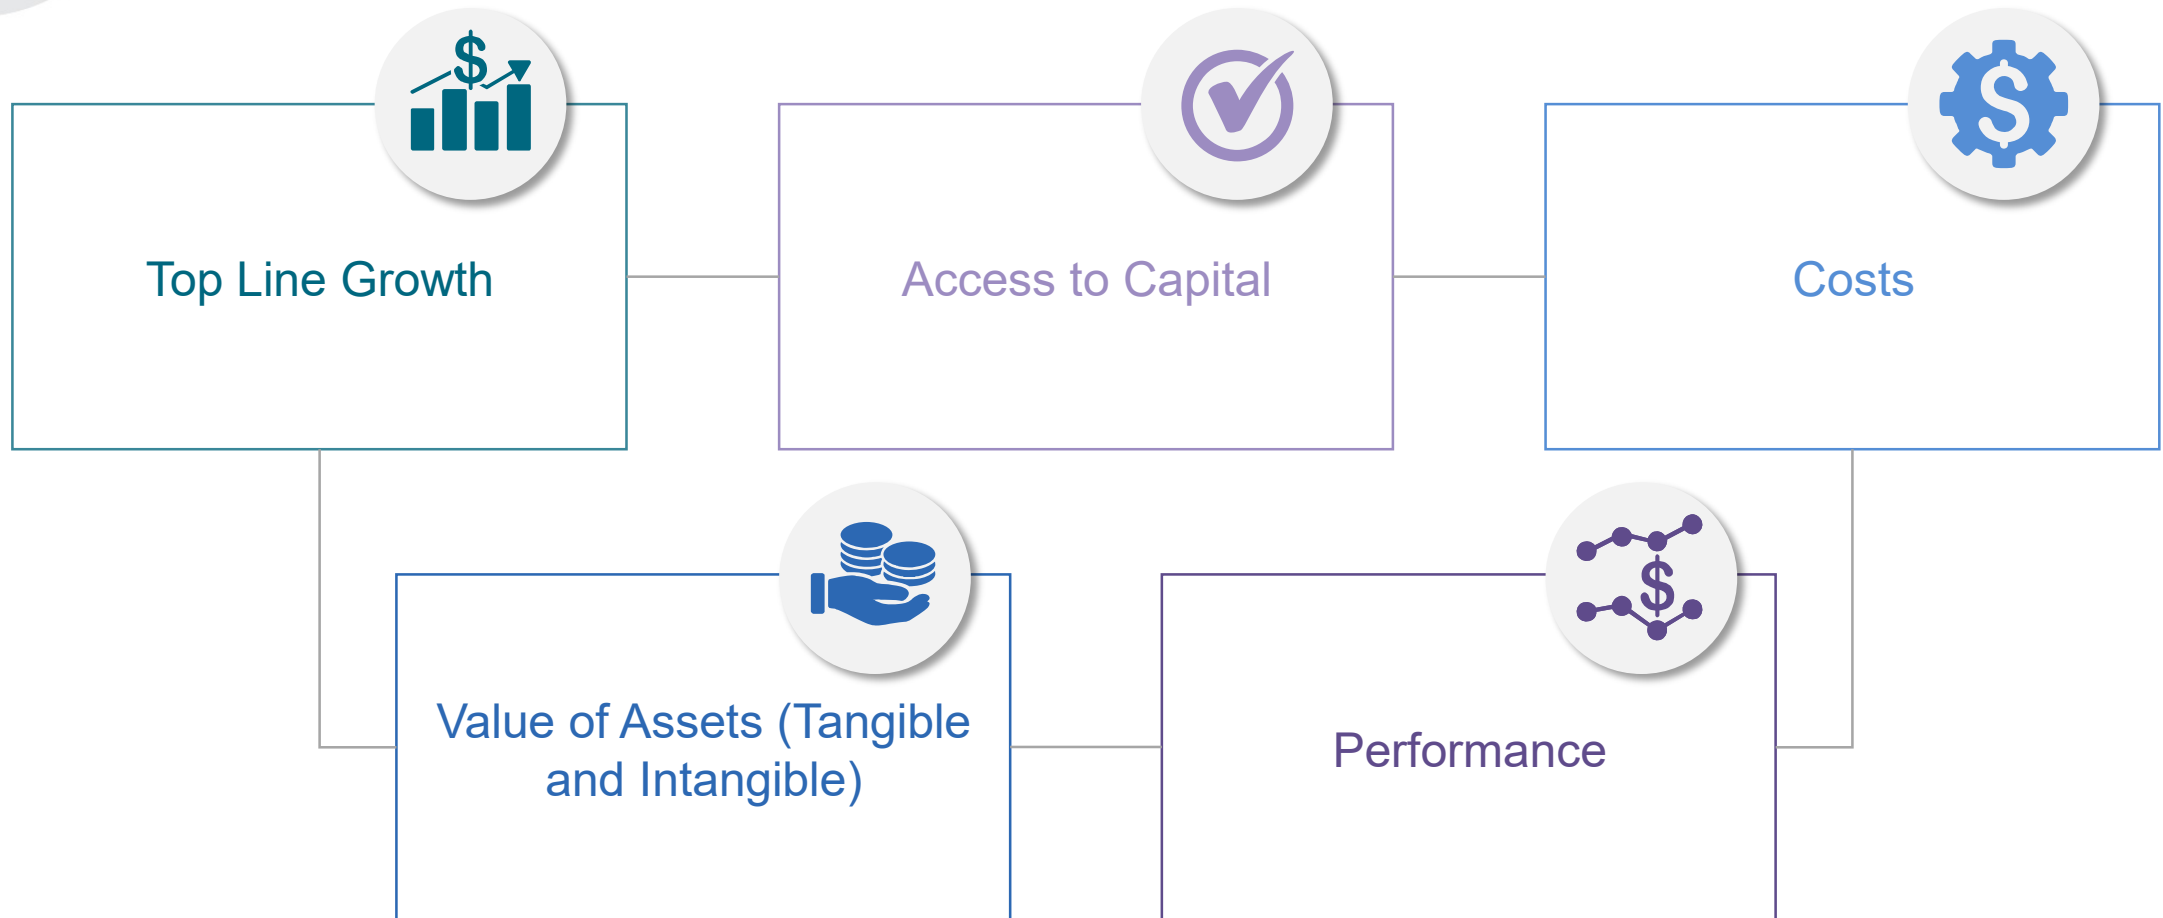 Top Line Growth
Access to Capital
Costs
Value of Assets (Tangible
and Intangible)
Performance